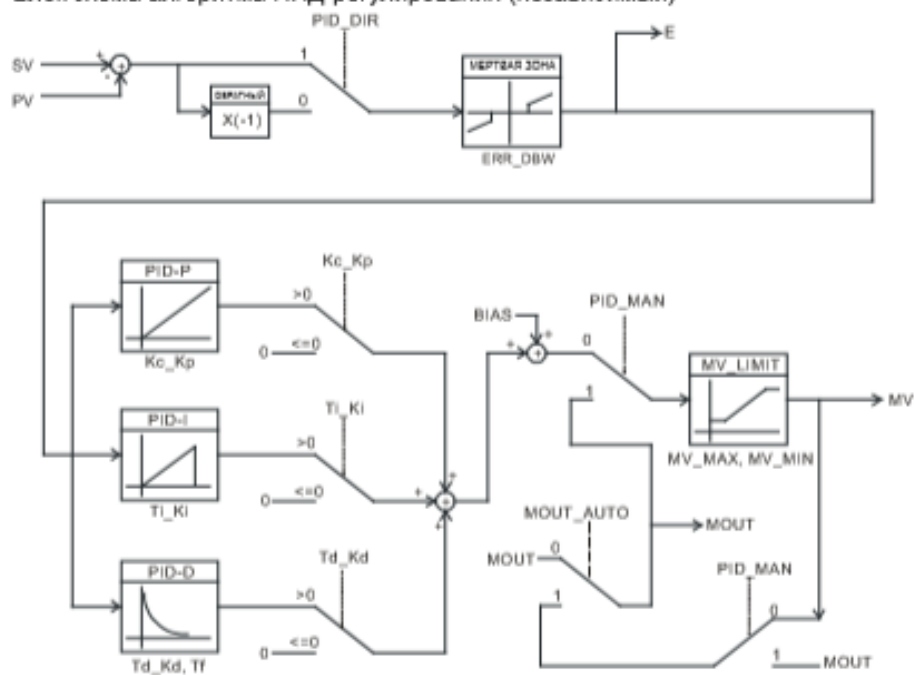 PID_DIR
E
SV
PV
1
0
ОБРАТНЫЙ
X(-1)
МЕРТВАЯ ЗОНА
ERR_DBW
PID-P
Kc_Kp
>0
0 <=0
Kc_Kp
BIAS
PID_MAN
0
1
MV_LIMIT
MV
MV_MAX, MV_MIN
PID-I
Ti_Ki
>0
0 <=0
Ti_Ki
MOUT_AUTO
MOUT
MOUT
0
1
PID-D
Td_Kd
>0
0 <=0
Td_Kd, Tf
PID_MAN
0
1
MOUT